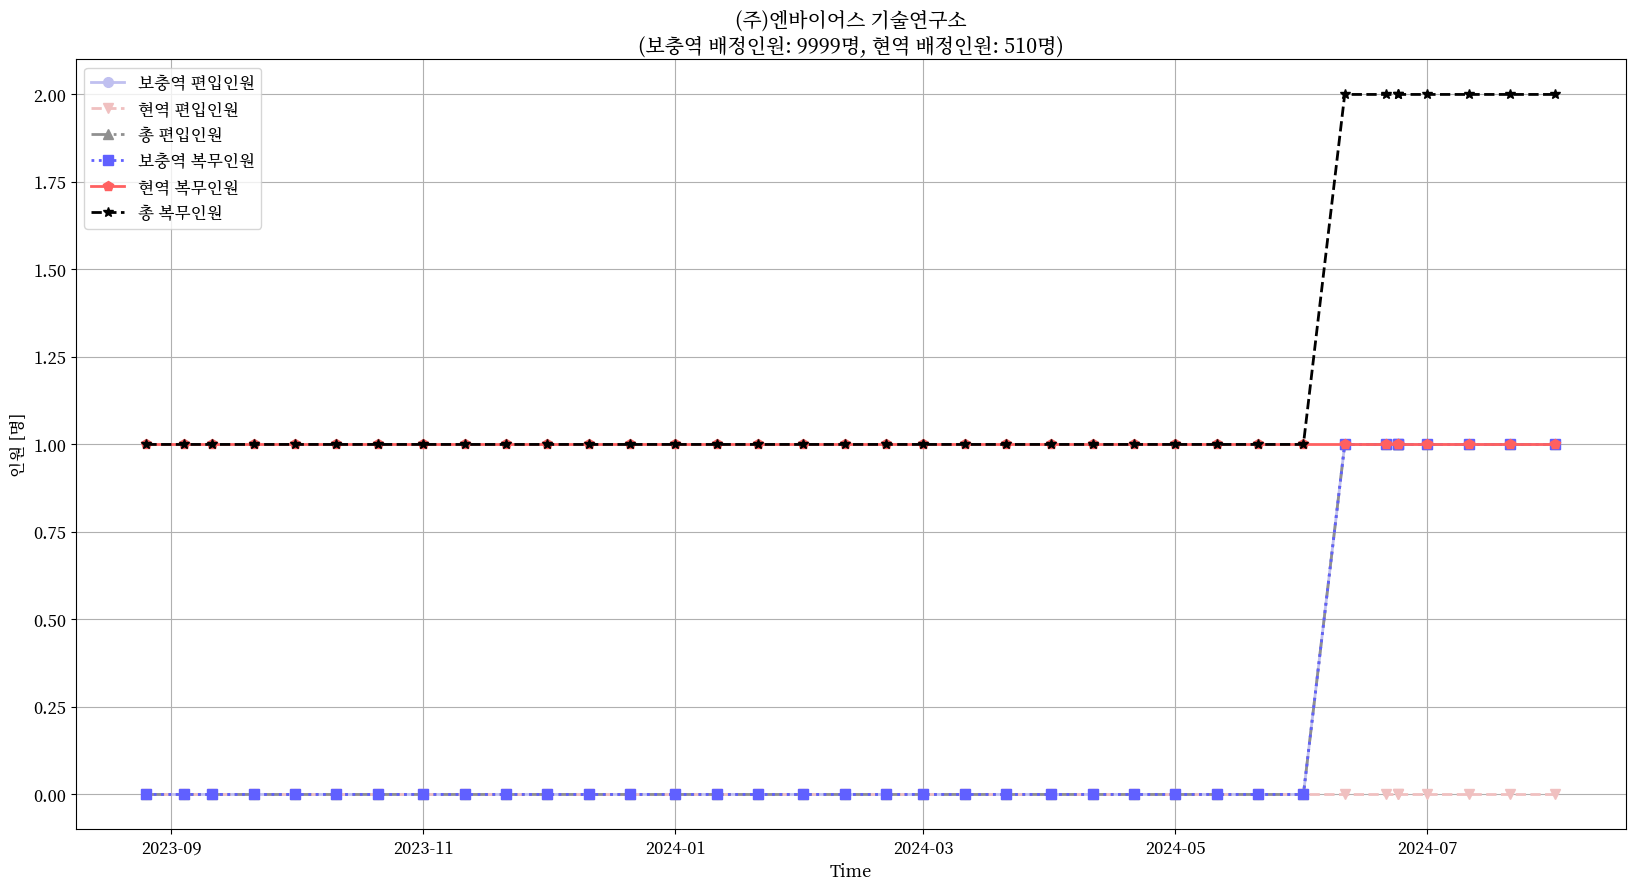 (주)엔바이어스 기술연구소
(보충역 배정인원: 9999명, 현역 배정인원: 510명)
보충역 편입인원
현역 편입인원
총 편입인원
보충역 복무인원
현역 복무인원
총 복무인원
2.00
1.75
1.50
1.25
1.00
0.75
0.50
0.25
0.00
인원 [명]
2023-09
2023-11
2024-01
2024-03
2024-05
2024-07
Time